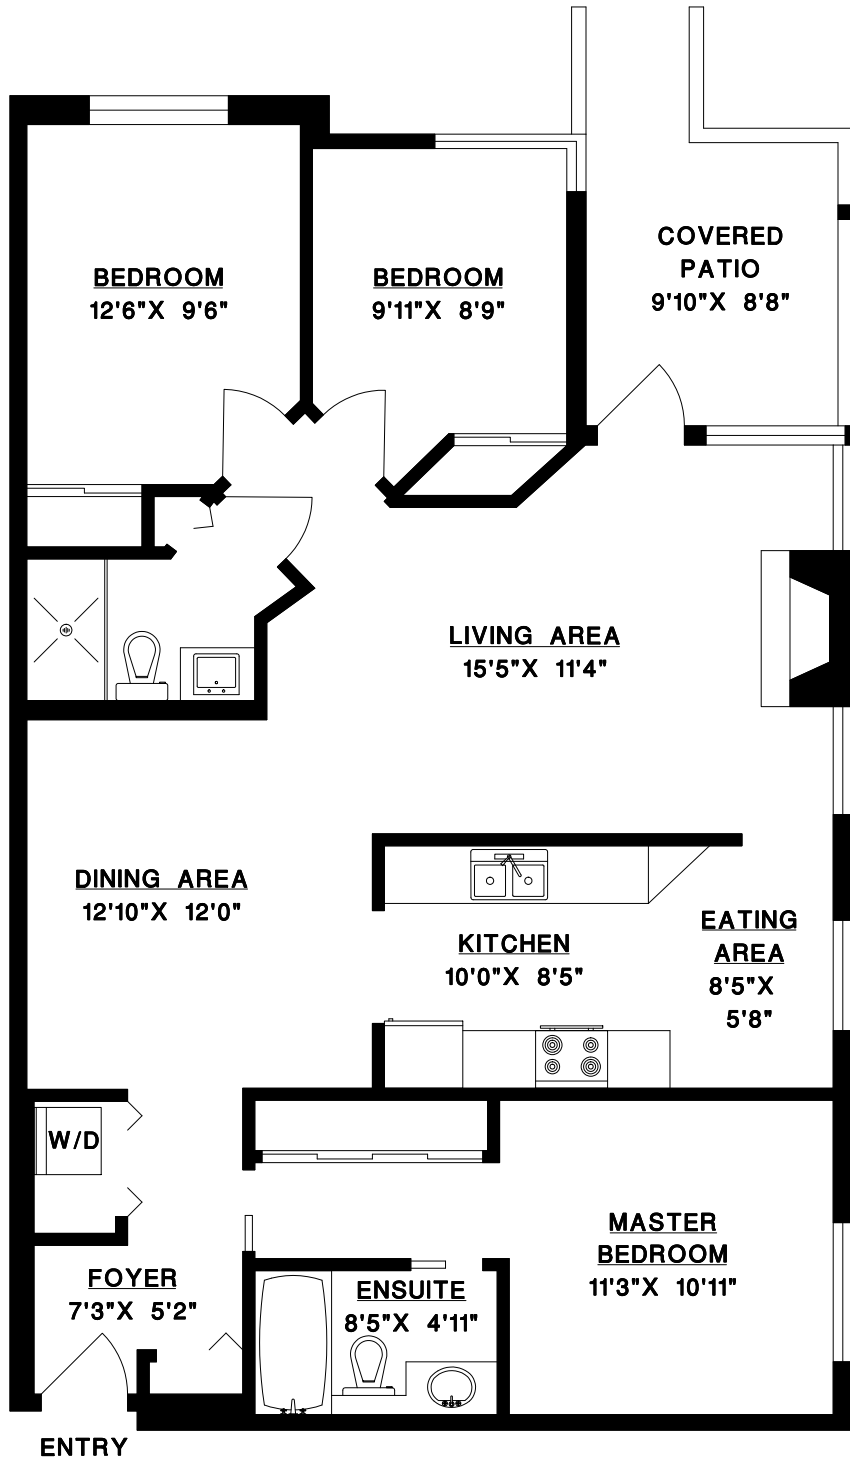 COVERED
PATIO
9'10"X 8'8"
BEDROOM
12'6"X 9'6"
BEDROOM
9'11"X 8'9"
LIVING AREA
15'5"X 11'4"
DINING AREA
12'10"X 12'0"
KITCHEN
10'0"X 8'5"
EATING
AREA
8'5"X
5'8"
W/D
MASTER
BEDROOM
11'3"X 10'11"
FOYER
7'3"X 5'2"
ENSUITE
8'5"X 4'11"
ENTRY